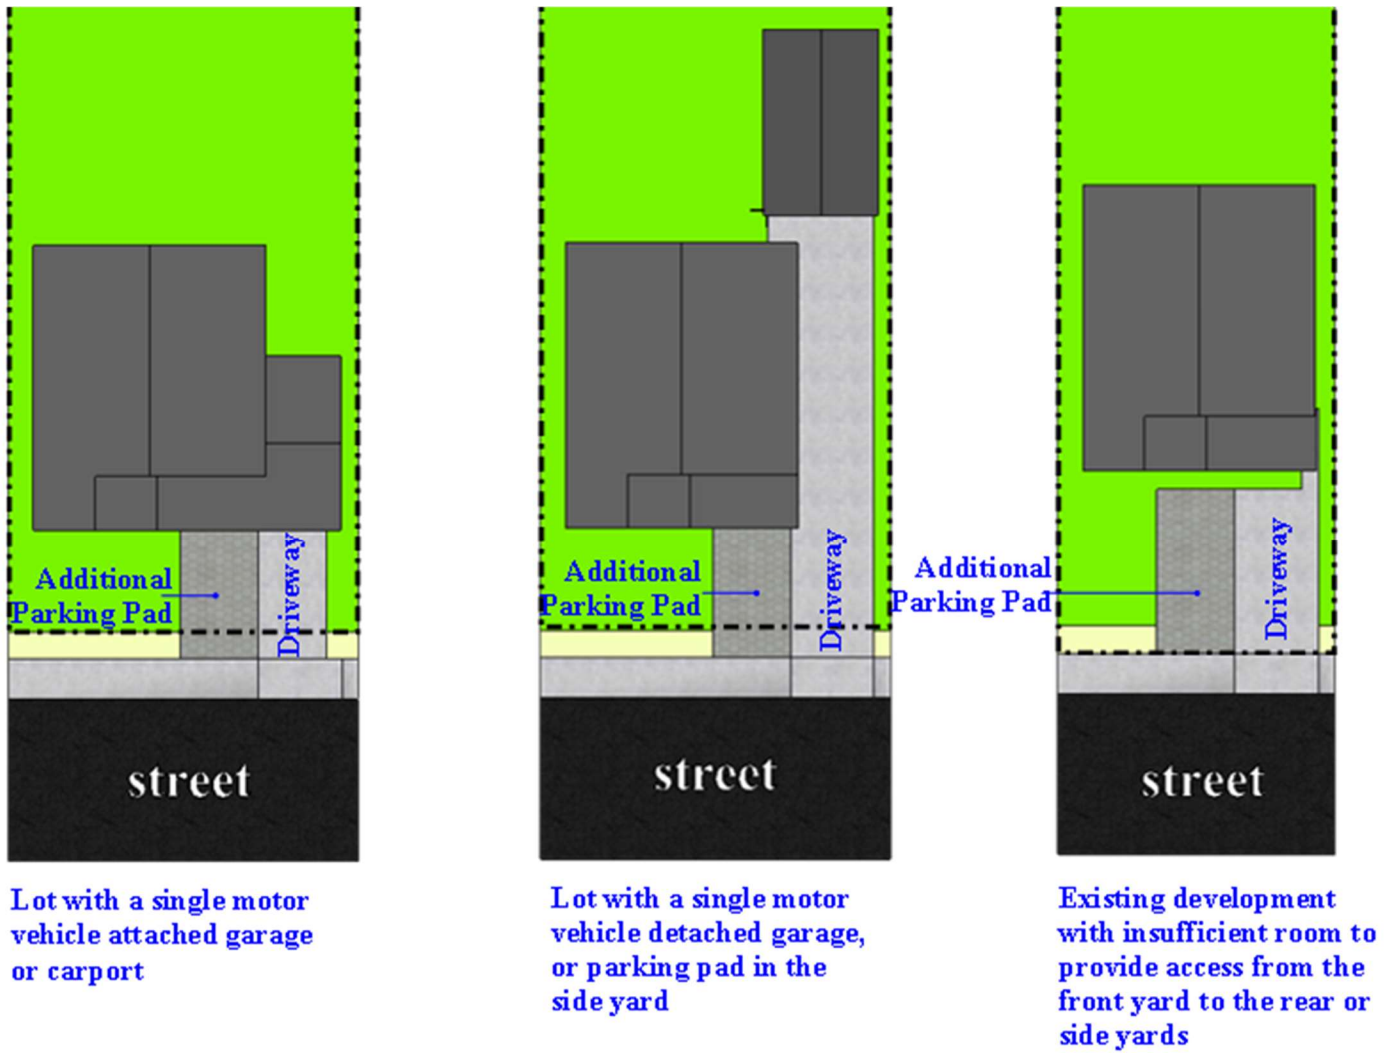 Additional
Parking Pad
Driveway
street
Lot with a single motor
vehicle attached garage
or carport
Additional
Parking Pad
Driveway
street
Lot with a single motor
vehicle detached garage,
or parking pad in the
side yard
Additional
Parking Pad
Driveway
street
Existing development
with insufficient room to
provide access from the
front yard to the rear or
side yards